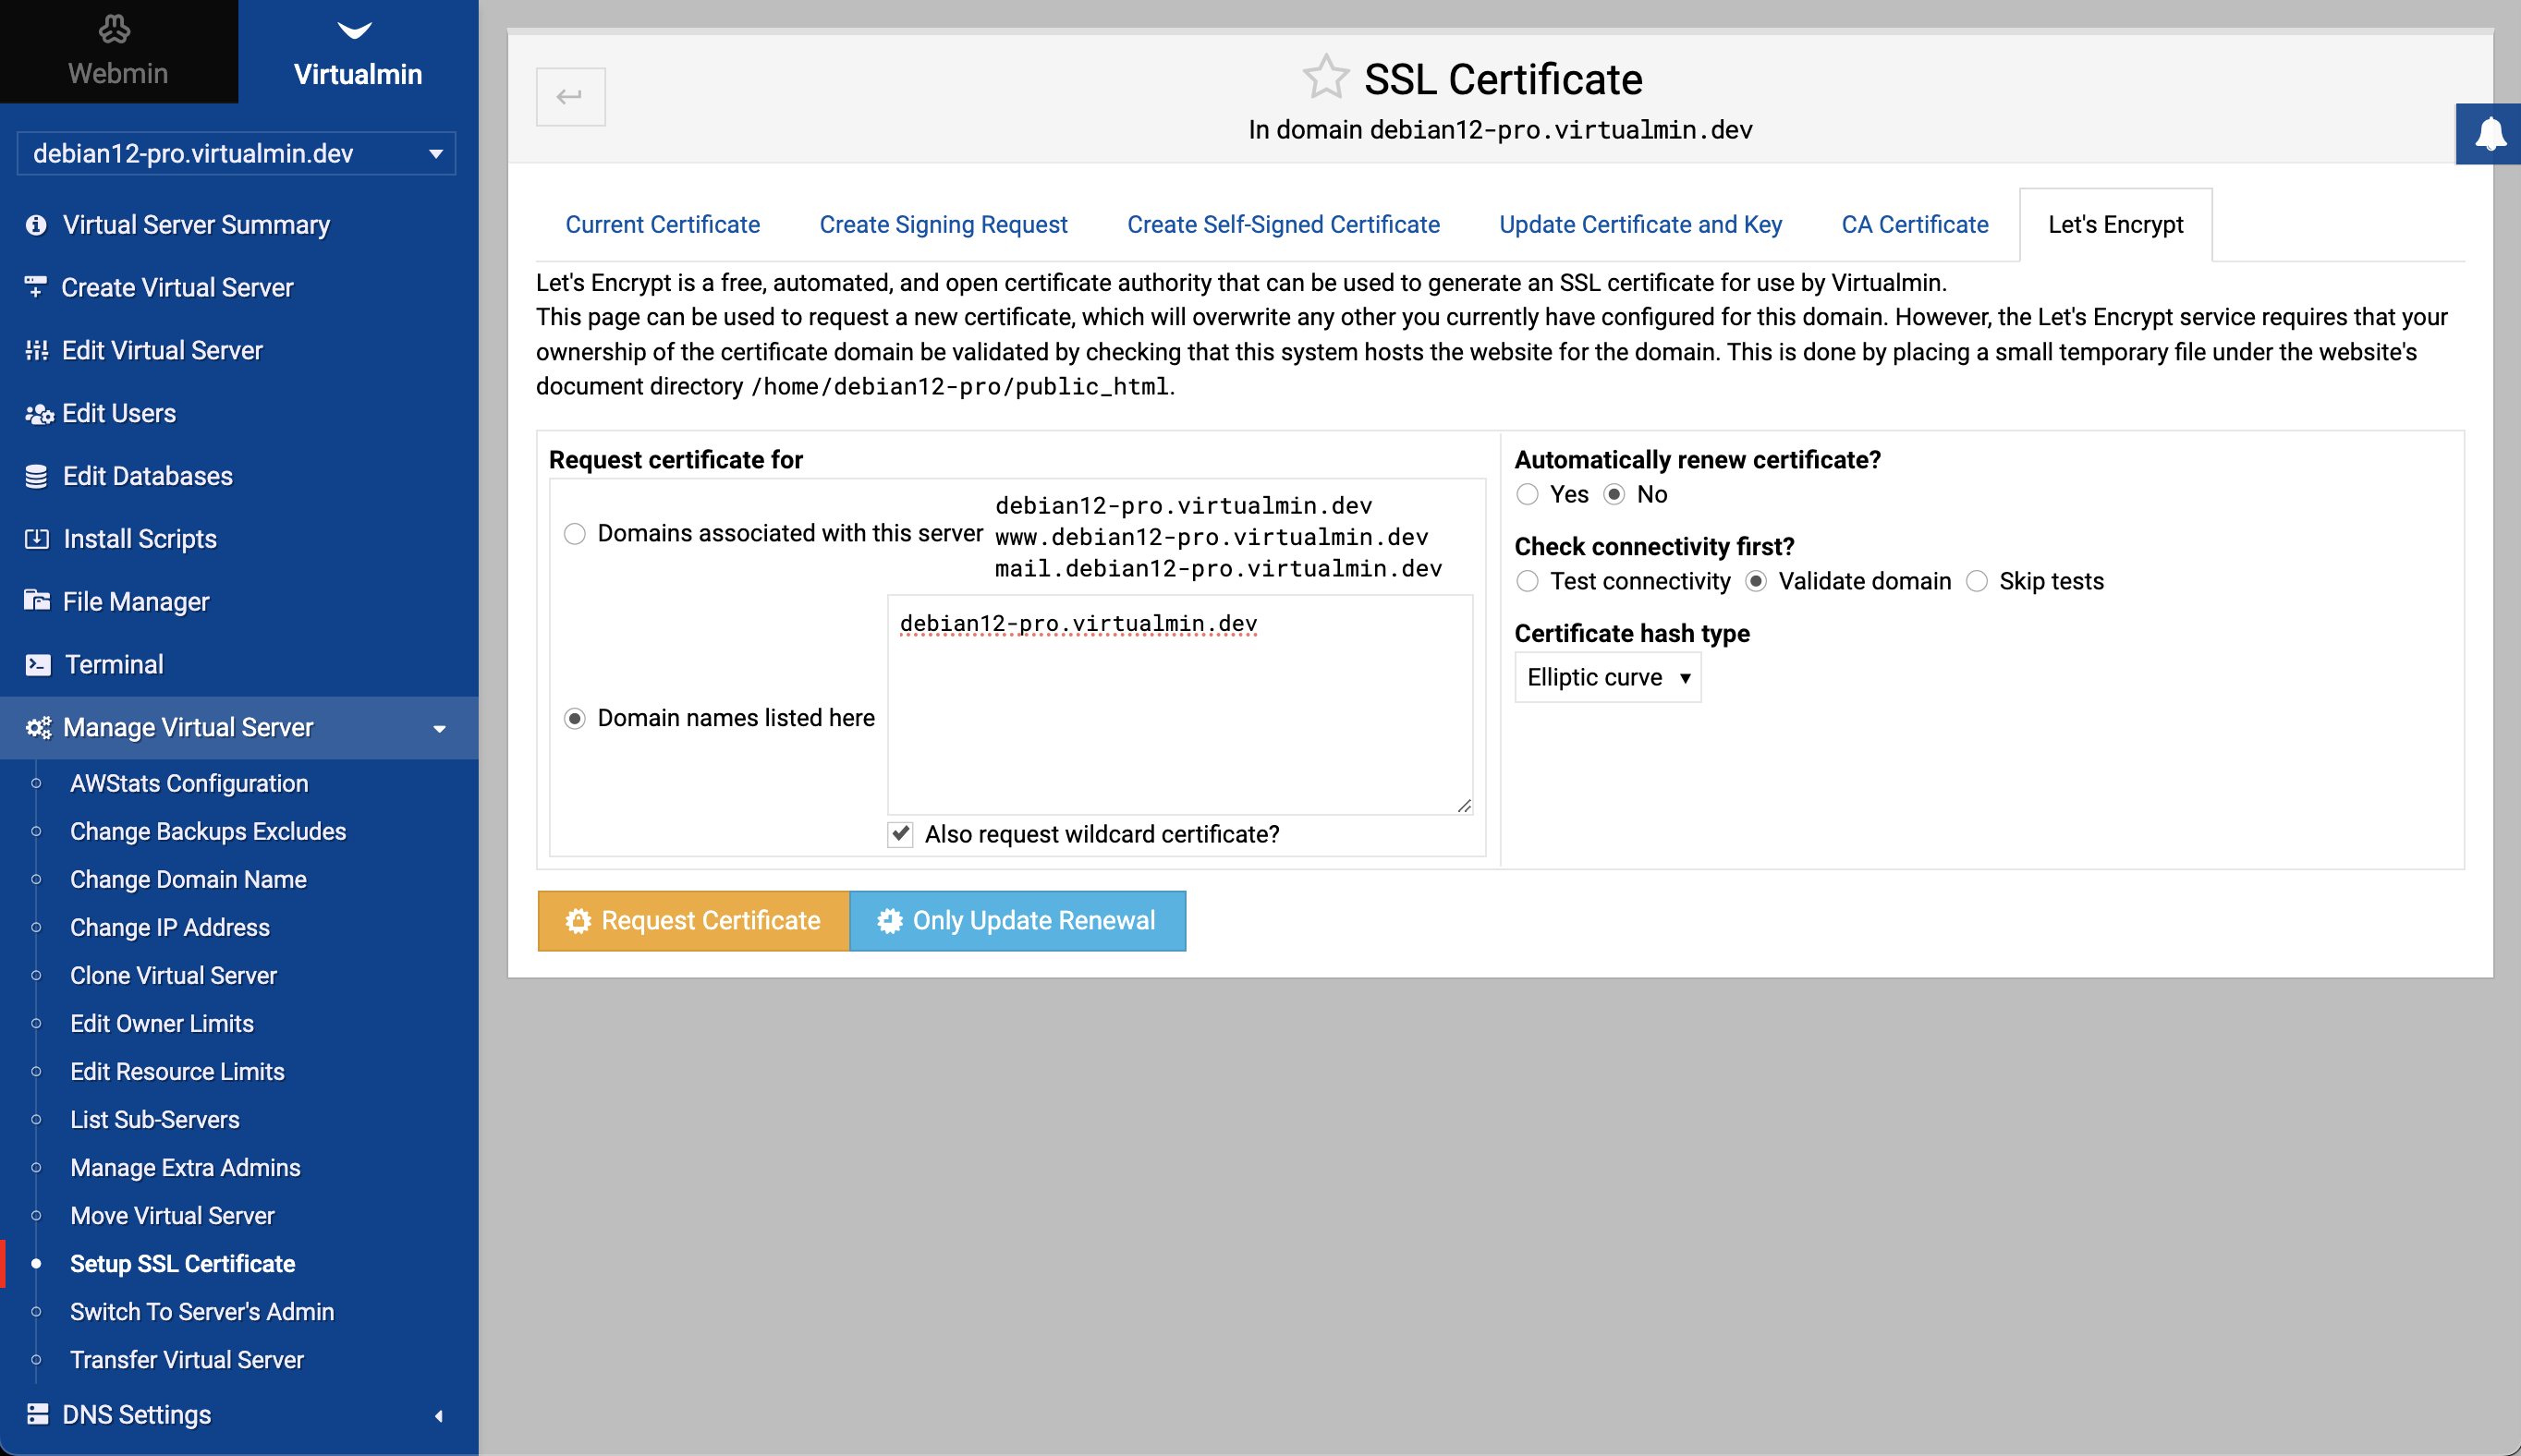 Webmin
Virtualmin
debian12-pro.virtualmin.dev
Virtual Server Summary
Create Virtual Server
Edit Virtual Server
Edit Users
Edit Databases
Install Scripts
File Manager
Terminal
Manage Virtual Server
AWStats Configuration
Change Backups Excludes
Change Domain Name
Change IP Address
Clone Virtual Server
Edit Owner Limits
Edit Resource Limits
List Sub-Servers
Manage Extra Admins
Move Virtual Server
Setup SSL Certificate
Switch To Server's Admin
Transfer Virtual Server
DNS Settings
SSL Certificate
In domain debian12-pro.virtualmin.dev
Current Certificate
Create Signing Request
Create Self-Signed Certificate
Update Certificate and Key
CA Certificate
Let's Encrypt
Let's Encrypt is a free, automated, and open certificate authority that can be used to generate an SSL certificate for use by Virtualmin.
This page can be used to request a new certificate, which will overwrite any other you currently have configured for this domain. However, the Let's Encrypt service requires that your
ownership of the certificate domain be validated by checking that this system hosts the website for the domain. This is done by placing a small temporary file under the website's
document directory /home/debian12-pro/public_html.
Request certificate for
Domains associated with this server
debian12-pro.virtualmin.dev
www.debian12-pro.virtualmin.dev
mail.debian12-pro.virtualmin.dev
Domain names listed here
debian12-pro.virtualmin.dev
Also request wildcard certificate?
Automatically renew certificate?
Yes No
Check connectivity first?
Test connectivity Validate domain Skip tests
Certificate hash type
Elliptic curve
Request Certificate
Only Update Renewal